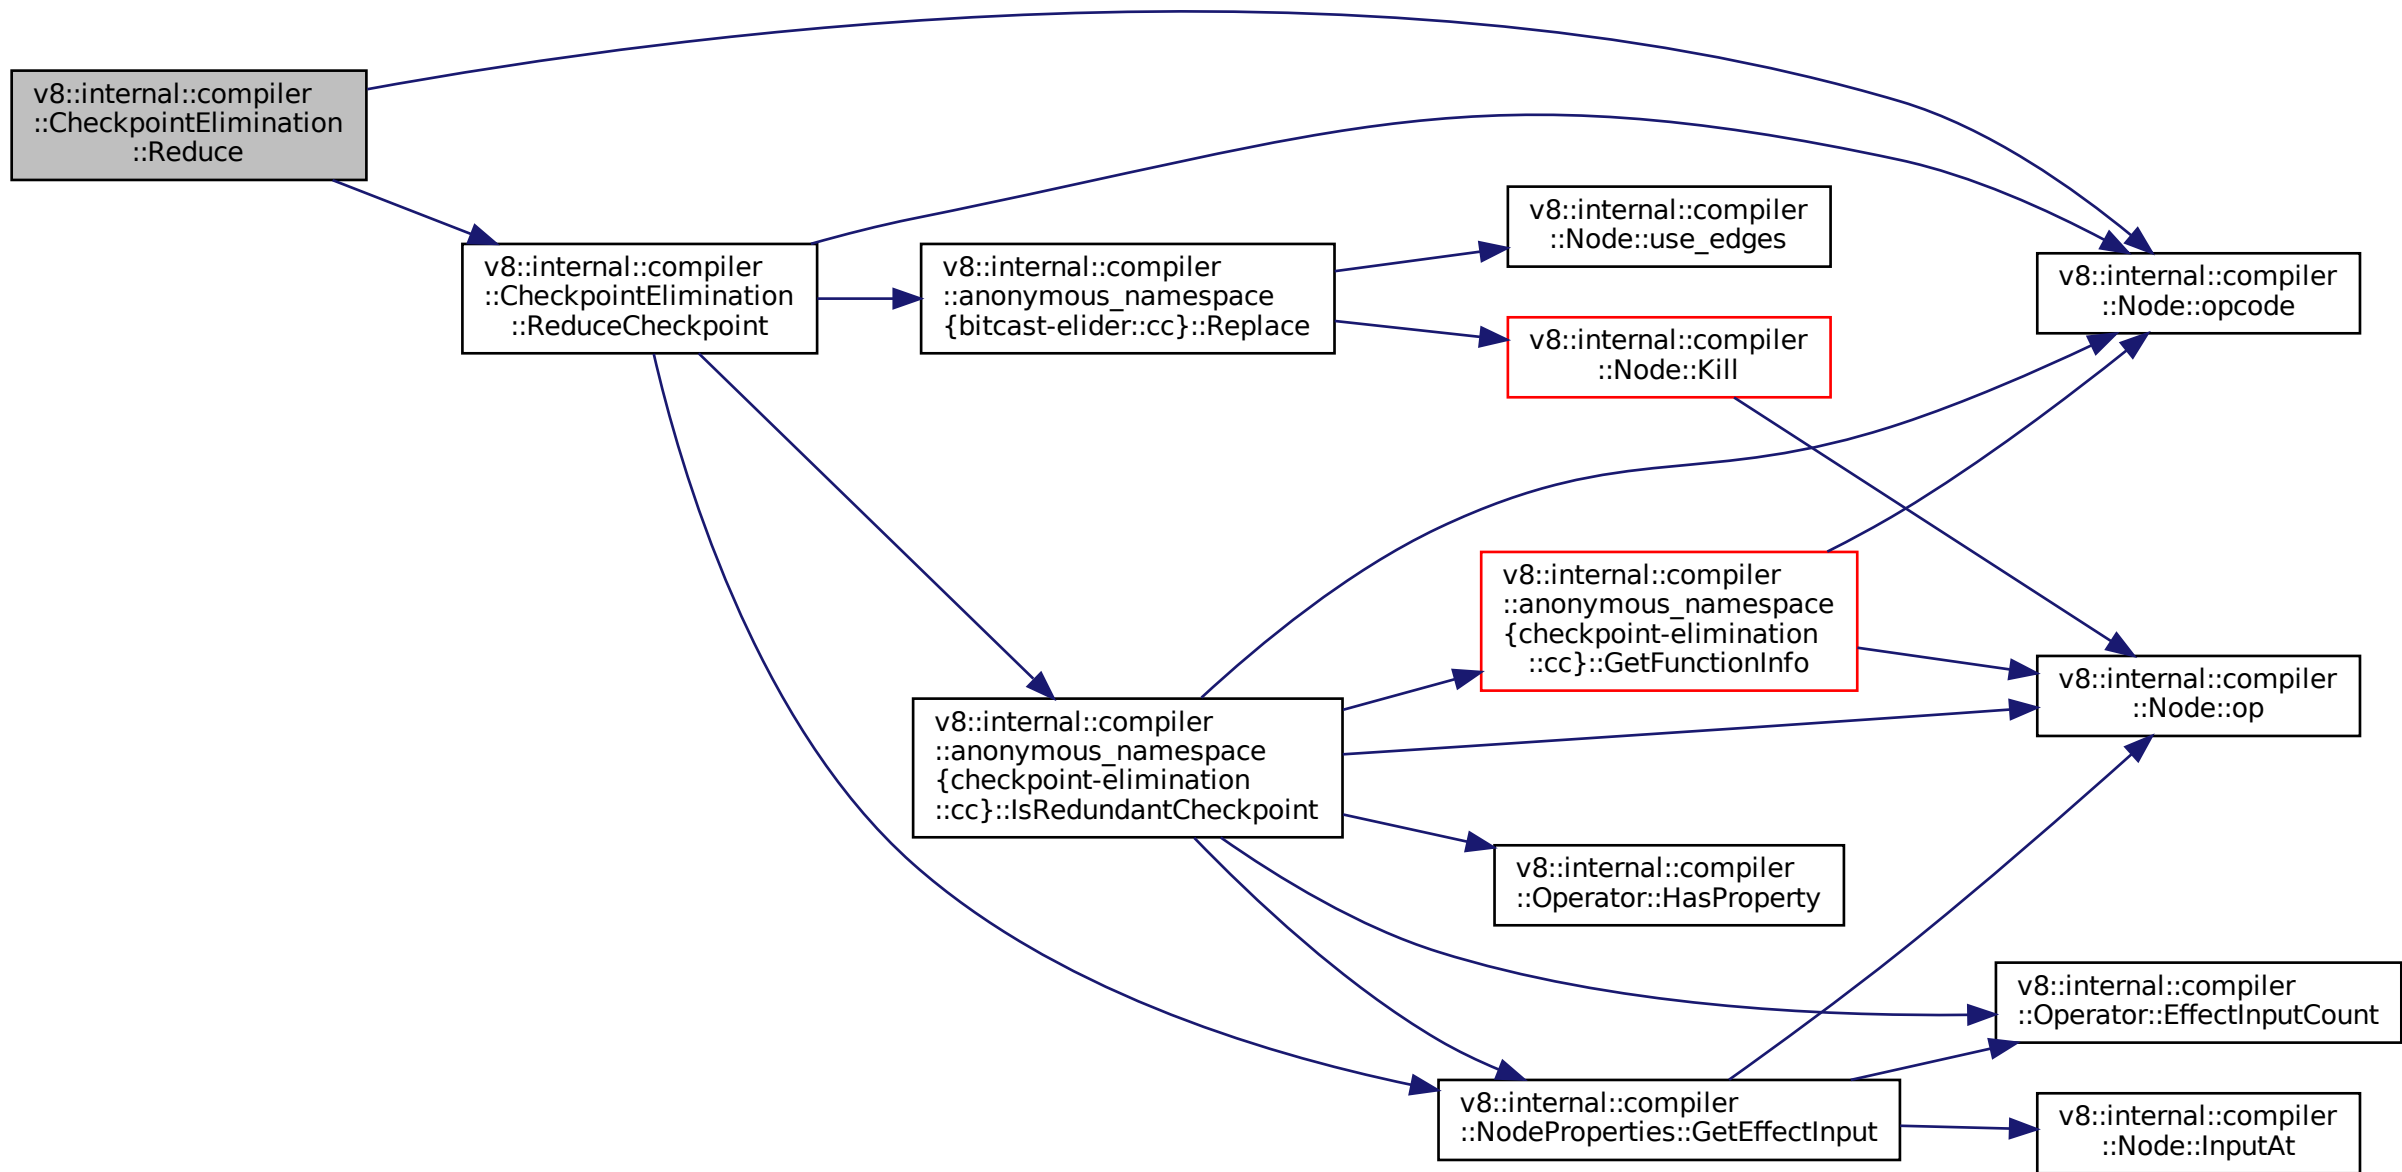 v8::internal::compiler
::CheckpointElimination
::Reduce
v8::internal::compiler
::CheckpointElimination
::ReduceCheckpoint
v8::internal::compiler
::anonymous_namespace
{bitcast-elider::cc}::Replace
v8::internal::compiler
::Node::use_edges
v8::internal::compiler
::Node::Kill
v8::internal::compiler
::Node::opcode
v8::internal::compiler
::anonymous_namespace
{checkpoint-elimination
::cc}::GetFunctionInfo
v8::internal::compiler
::Node::op
v8::internal::compiler
::anonymous_namespace
{checkpoint-elimination
::cc}::IsRedundantCheckpoint
v8::internal::compiler
::Operator::HasProperty
v8::internal::compiler
::Operator::EffectInputCount
v8::internal::compiler
::NodeProperties::GetEffectInput
v8::internal::compiler
::Node::InputAt